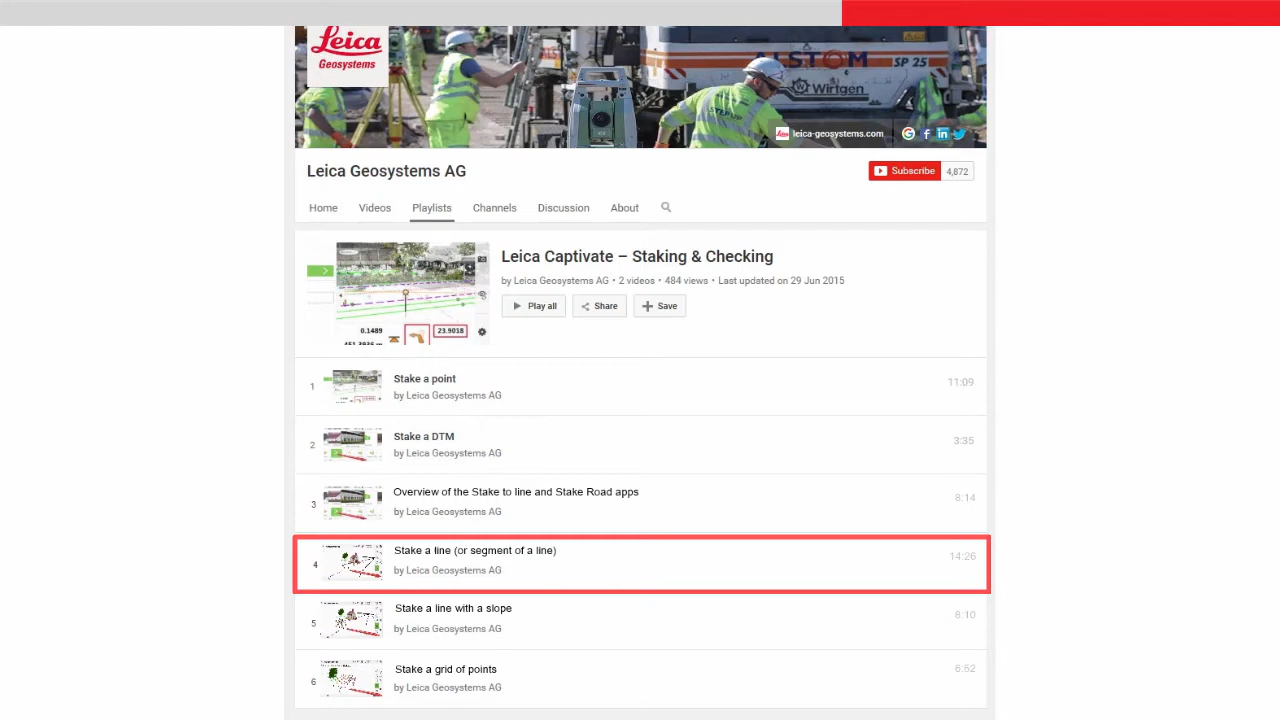 Leica
Geosystems
ALSTOM
SP 25
Wirtgen
STEP UP
leica-geosystems.com
Leica Geosystems AG
Subscribe 4,872
Home Videos Playlists Channels Discussion About
Leica Captivate – Staking & Checking
by Leica Geosystems AG • 2 videos • 484 views • Last updated on 29 Jun 2015
Play all Share Save
0.1489 23.9018
1 Stake a point 11:09
by Leica Geosystems AG
2 Stake a DTM 3:35
by Leica Geosystems AG
3 Overview of the Stake to line and Stake Road apps 8:14
by Leica Geosystems AG
4 Stake a line (or segment of a line) 14:26
by Leica Geosystems AG
5 Stake a line with a slope 8:10
by Leica Geosystems AG
6 Stake a grid of points 6:52
by Leica Geosystems AG